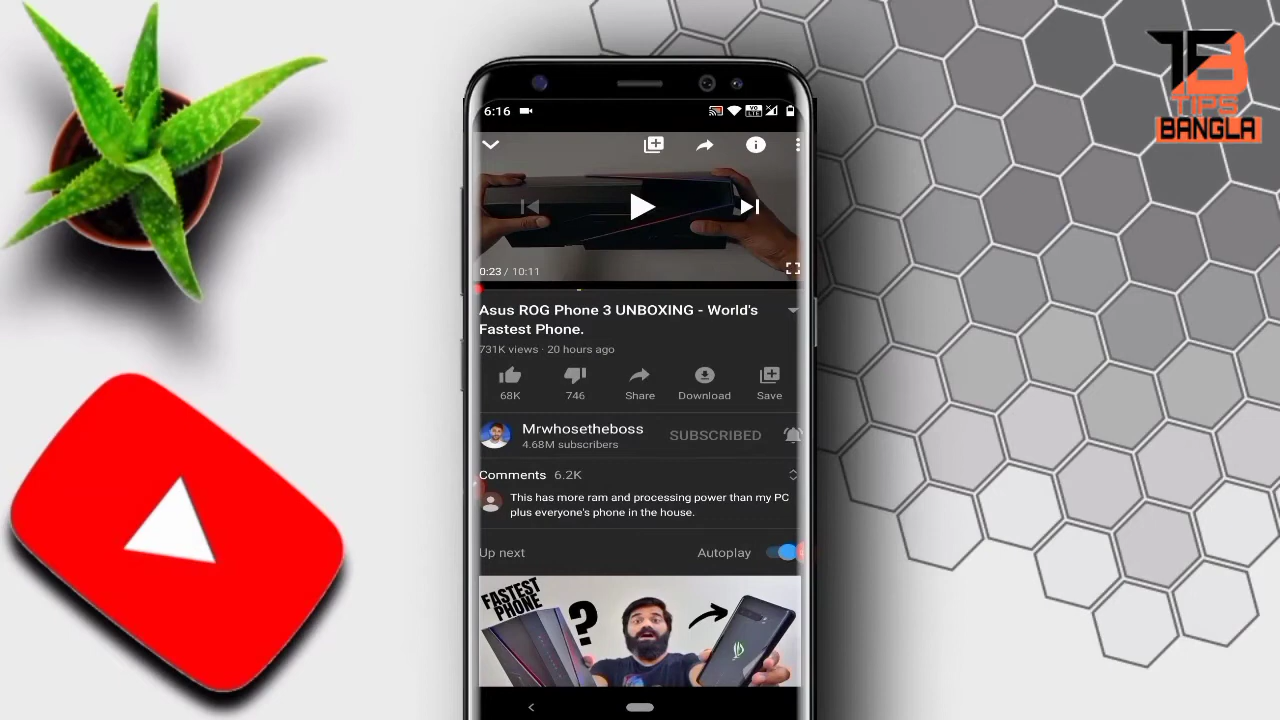 TB
TIPS
BANGLA
6:16
VO
LTE
0:23 / 10:11
Asus ROG Phone 3 UNBOXING - World's
Fastest Phone.
731K views · 20 hours ago
68K
746
Share
Download
Save
Mrwhosetheboss
4.68M subscribers
SUBSCRIBED
Comments 6.2K
This has more ram and processing power than my PC
plus everyone's phone in the house.
Up next
Autoplay
FASTEST
PHONE
?